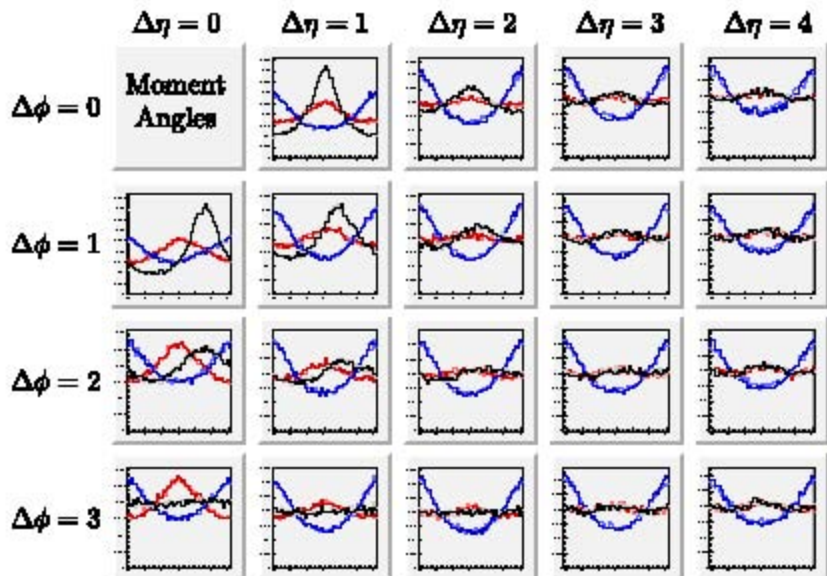 Δη = 0 Δη = 1 Δη = 2 Δη = 3 Δη = 4
Δϕ = 0
Moment
Angles
Δϕ = 1
Δϕ = 2
Δϕ = 3